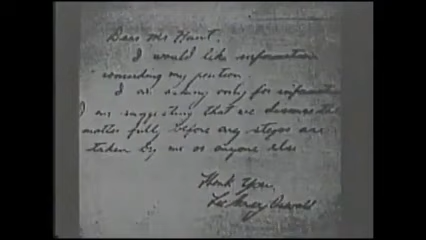 Dear Mr Hunt,
I would like information
concerding my position.
I am asking only for information
I am suggesting that we discuss the
matter fully before any steps are
taken by me or anyone else
Thank You,
Lee Harvey Oswald